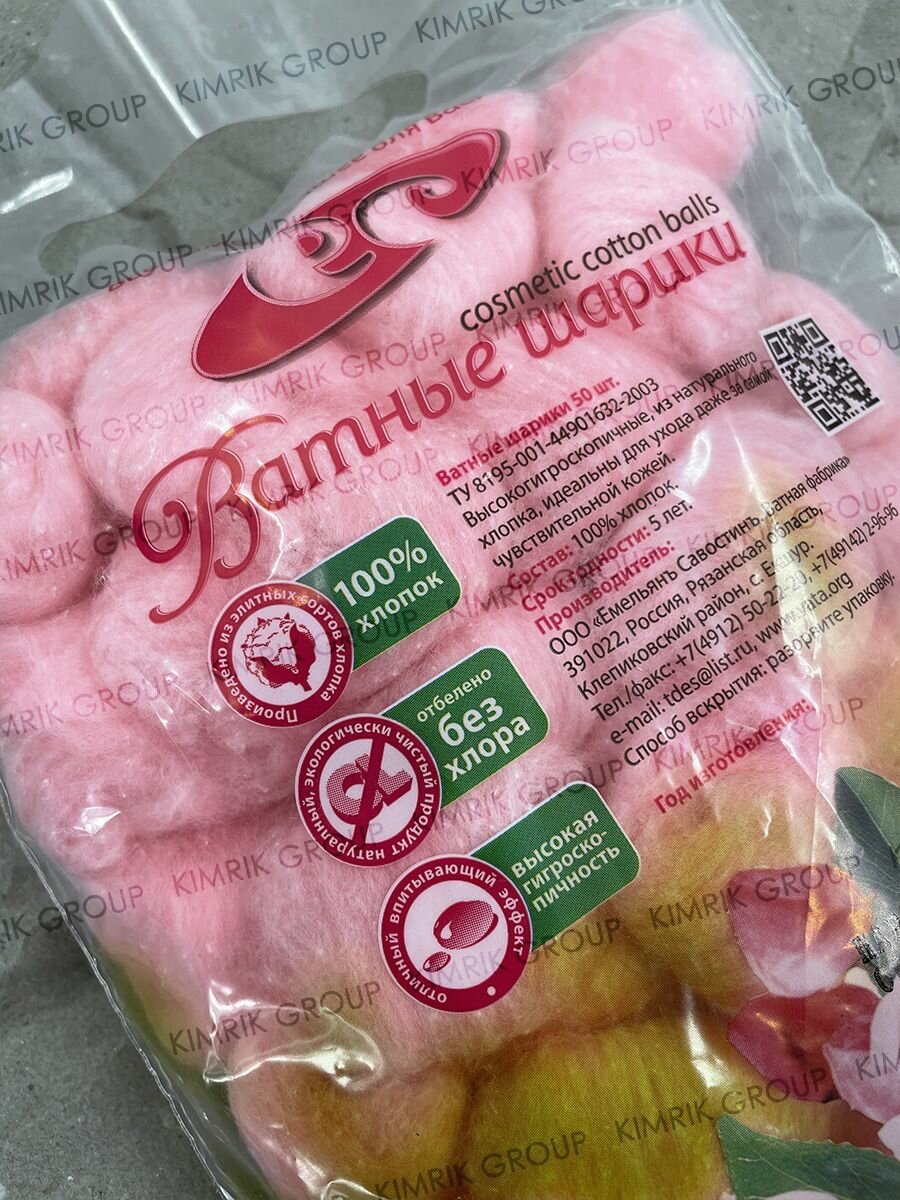 cosmetic cotton balls
Ватные шарики
Ватные шарики 50 шт.
ТУ 8195-001-44901632-2003
Высокогигроскопичные, из натурального
хлопка, идеальны для ухода даже за самой
чувствительной кожей.
Состав: 100% хлопок.
Срок годности: 5 лет.
Производитель:
ООО «Емельянъ Савостинъ. Ватная фабрика»
391022, Россия, Рязанская область,
Клепиковский район, с. Екшур.
Тел./факс: +7(4912) 50-22-29, +7(49142) 2-96-96
e-mail: tdes@list.ru, www.vata.org
Способ вскрытия: разорвите упаковку.
Год изготовления:
100%
хлопок
Произведено из элитных сортов хлопка
отбелено
без
хлора
натуральный, экологически чистый продукт
высокая
гигроско-
пичность
отличный впитывающий эффект
KIMRIK GROUP